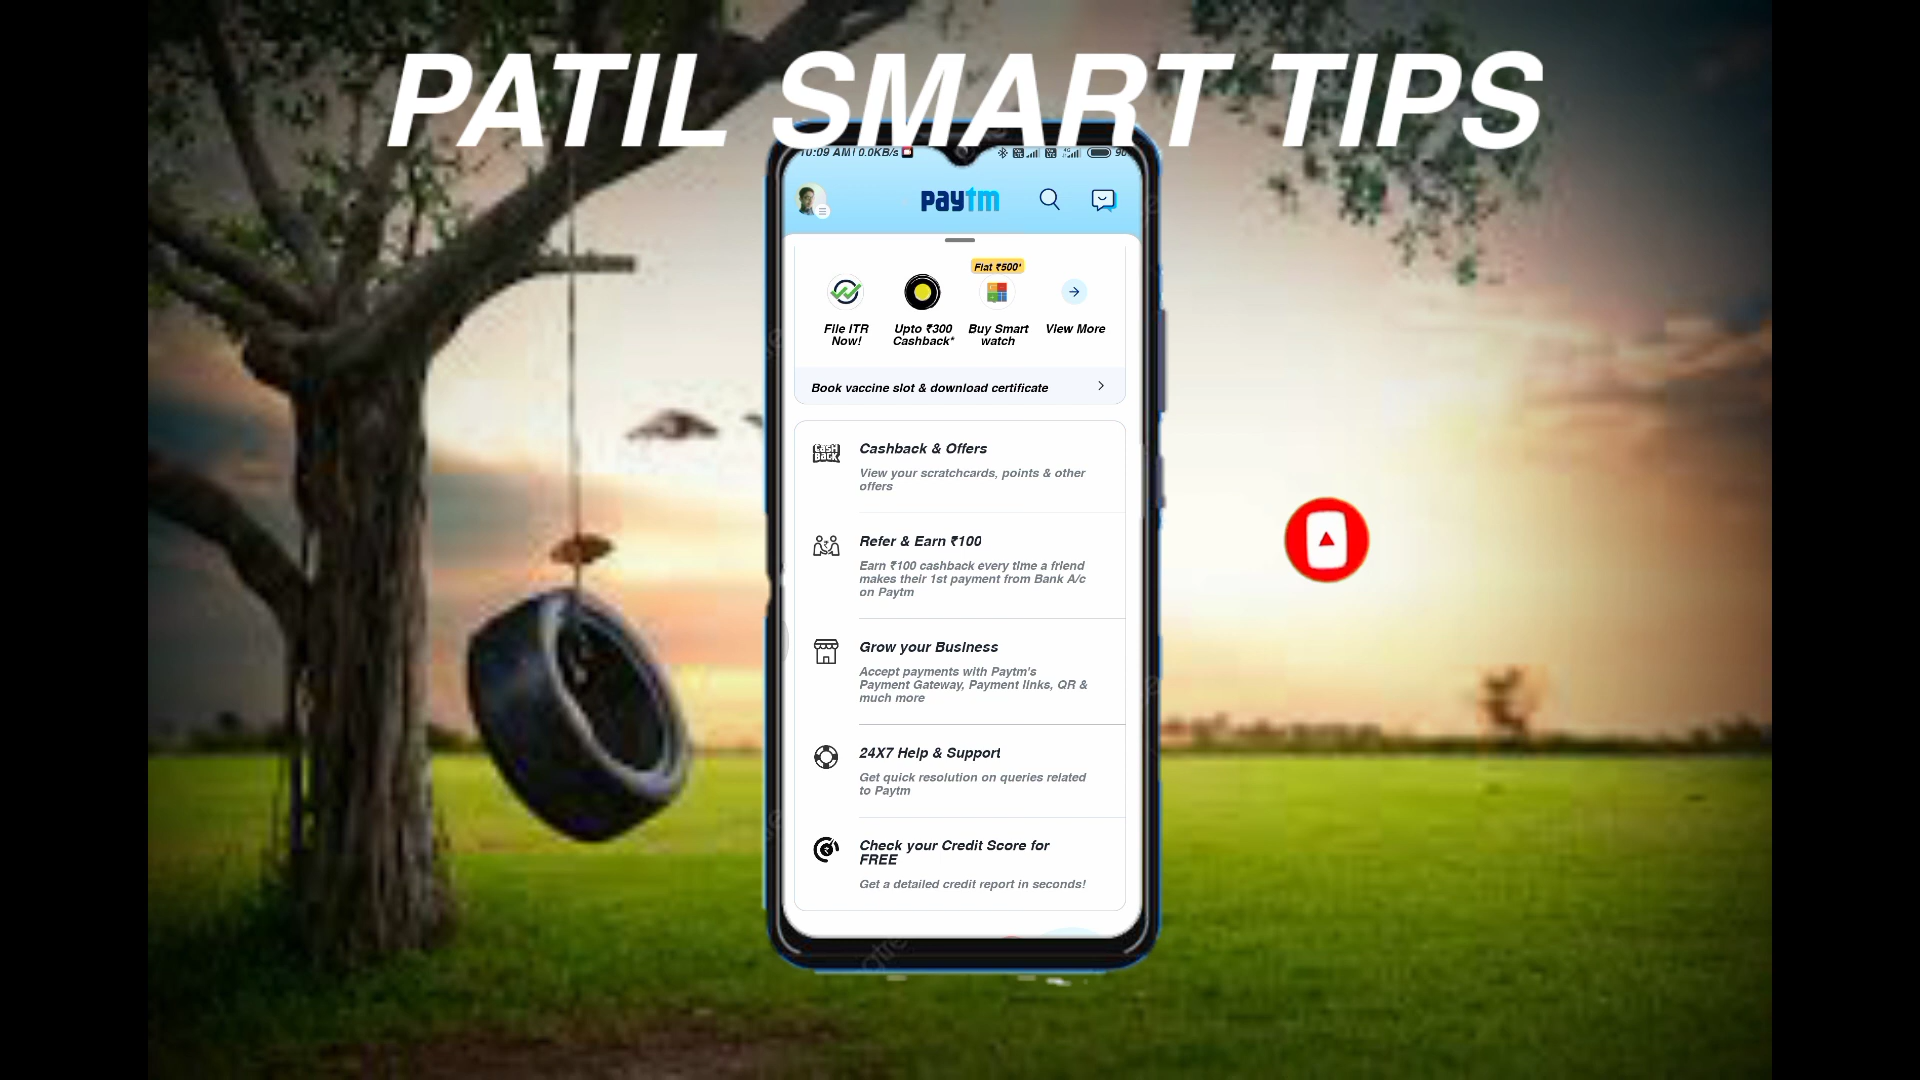 PATIL SMART TIPS
10:09 AM | 0.0KB/s
paytm
Flat ₹500*
File ITR
Now!
Upto ₹300
Cashback*
Buy Smart
watch
View More
Book vaccine slot & download certificate
CASH
BACK
Cashback & Offers
View your scratchcards, points & other
offers
Refer & Earn ₹100
Earn ₹100 cashback every time a friend
makes their 1st payment from Bank A/c
on Paytm
Grow your Business
Accept payments with Paytm's
Payment Gateway, Payment links, QR &
much more
24X7 Help & Support
Get quick resolution on queries related
to Paytm
Check your Credit Score for
FREE
Get a detailed credit report in seconds!